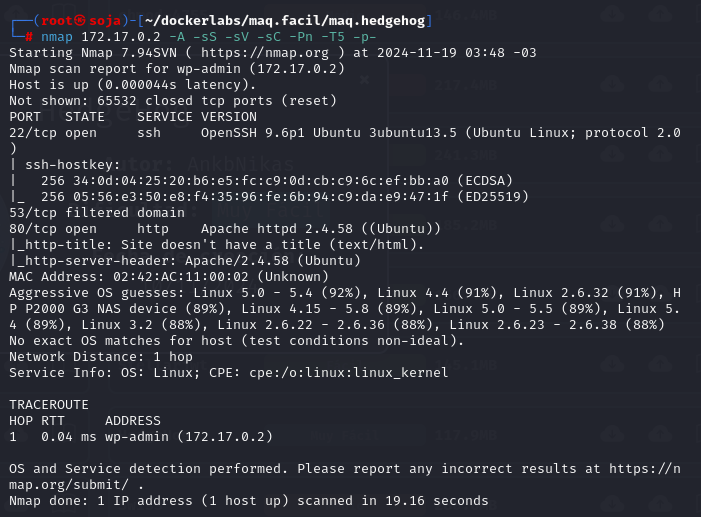 ┌──(root㉿soja)-[~/dockerlabs/maq.facil/maq.hedgehog]
└─# nmap 172.17.0.2 -A -sS -sV -sC -Pn -T5 -p-
Starting Nmap 7.94SVN ( https://nmap.org ) at 2024-11-19 03:48 -03
Nmap scan report for wp-admin (172.17.0.2)
Host is up (0.000044s latency).
Not shown: 65532 closed tcp ports (reset)
PORT   STATE    SERVICE VERSION
22/tcp open     ssh     OpenSSH 9.6p1 Ubuntu 3ubuntu13.5 (Ubuntu Linux; protocol 2.0
)
| ssh-hostkey:
|   256 34:0d:04:25:20:b6:e5:fc:c9:0d:cb:c9:6c:ef:bb:a0 (ECDSA)
|_  256 05:56:e3:50:e8:f4:35:96:fe:6b:94:c9:da:e9:47:1f (ED25519)
53/tcp filtered domain
80/tcp open     http    Apache httpd 2.4.58 ((Ubuntu))
|_http-title: Site doesn't have a title (text/html).
|_http-server-header: Apache/2.4.58 (Ubuntu)
MAC Address: 02:42:AC:11:00:02 (Unknown)
Aggressive OS guesses: Linux 5.0 - 5.4 (92%), Linux 4.4 (91%), Linux 2.6.32 (91%), H
P P2000 G3 NAS device (89%), Linux 4.15 - 5.8 (89%), Linux 5.0 - 5.5 (89%), Linux 5.
4 (89%), Linux 3.2 (88%), Linux 2.6.22 - 2.6.36 (88%), Linux 2.6.23 - 2.6.38 (88%)
No exact OS matches for host (test conditions non-ideal).
Network Distance: 1 hop
Service Info: OS: Linux; CPE: cpe:/o:linux:linux_kernel
TRACEROUTE
HOP RTT     ADDRESS
1   0.04 ms wp-admin (172.17.0.2)
OS and Service detection performed. Please report any incorrect results at https://n
map.org/submit/ .
Nmap done: 1 IP address (1 host up) scanned in 19.16 seconds